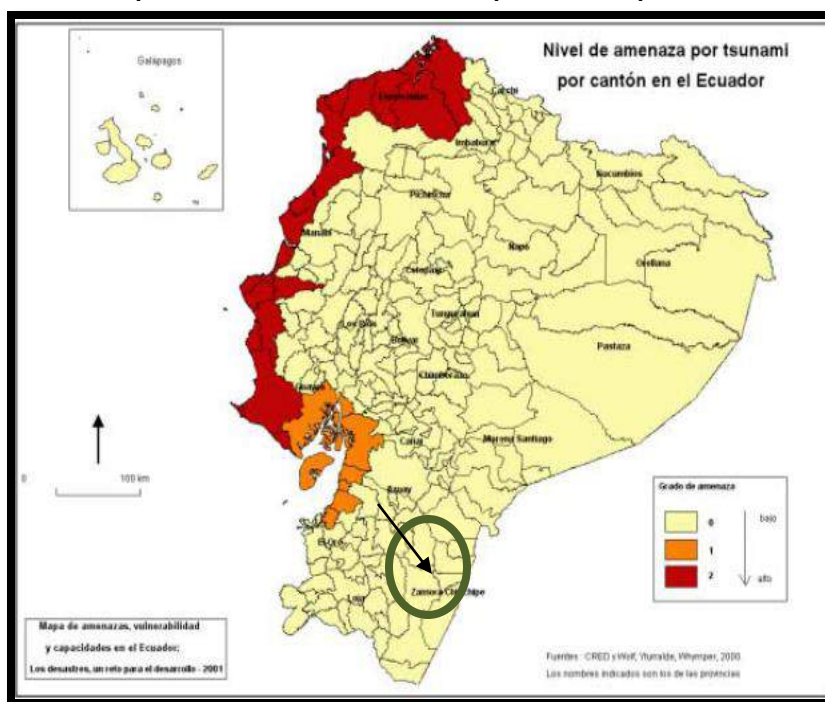 Nivel de amenaza por tsunami
por cantón en el Ecuador
Galápagos
Esmeraldas
Carchi
Imbabura
Sucumbíos
Pichincha
Manabí
Napo
Orellana
Cotopaxi
Los Ríos
Tungurahua
Bolívar
Pastaza
Chimborazo
Guayas
Cañar
Morona Santiago
Azuay
El Oro
Loja
Zamora Chinchipe
0 100 km
Grado de amenaza
0 bajo
1
2 alto
Mapa de amenazas, vulnerabilidad
y capacidades en el Ecuador;
Los desastres, un reto para el desarrollo - 2001
Fuentes : CRED y Wolf, Yturralde, Whymper, 2000
Los nombres indicados son los de las provincias